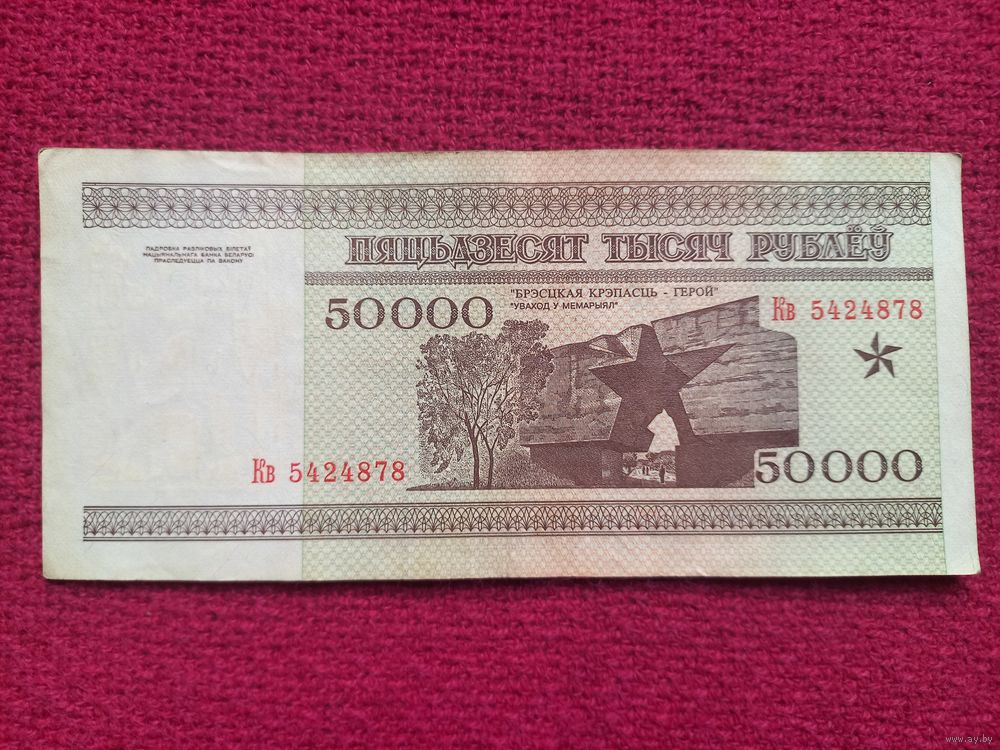 ПАДРОБКА РАЗЛІКОВЫХ БІЛЕТАЎ
НАЦЫЯНАЛЬНАГА БАНКА БЕЛАРУСІ
ПРАСЛЕДУЕЦЦА ПА ЗАКОНУ
ПЯЦЬДЗЕСЯТ ТЫСЯЧ РУБЛЁЎ
50000
"БРЭСЦКАЯ КРЭПАСЦЬ - ГЕРОЙ"
"УВАХОД У МЕМАРЫЯЛ"
Кв 5424878
Кв 5424878
50000
www.ay.by